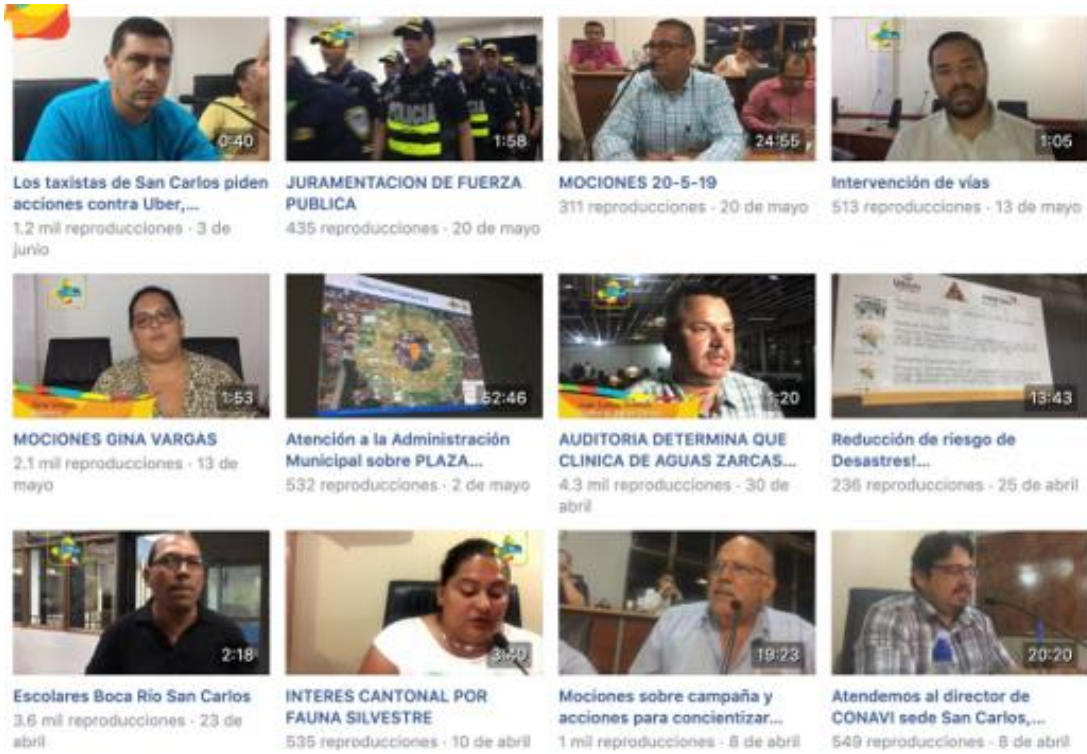 0:40
1:58
24:55
1:05
POLICIA
Los taxistas de San Carlos piden
acciones contra Uber,...
1.2 mil reproducciones · 3 de
junio
JURAMENTACION DE FUERZA
PUBLICA
435 reproducciones · 20 de mayo
MOCIONES 20-5-19
311 reproducciones · 20 de mayo
Intervención de vías
513 reproducciones · 13 de mayo
1:53
52:46
1:20
13:43
MOCIONES GINA VARGAS
2.1 mil reproducciones · 13 de
mayo
Atención a la Administración
Municipal sobre PLAZA...
532 reproducciones · 2 de mayo
AUDITORIA DETERMINA QUE
CLINICA DE AGUAS ZARCAS...
4.3 mil reproducciones · 30 de
abril
Reducción de riesgo de
Desastres!...
236 reproducciones · 25 de abril
2:18
3:40
19:23
20:20
Escolares Boca Río San Carlos
3.6 mil reproducciones · 23 de
abril
INTERES CANTONAL POR
FAUNA SILVESTRE
535 reproducciones · 10 de abril
Mociones sobre campaña y
acciones para concientizar...
1 mil reproducciones · 8 de abril
Atendemos al director de
CONAVI sede San Carlos,...
549 reproducciones · 8 de abril